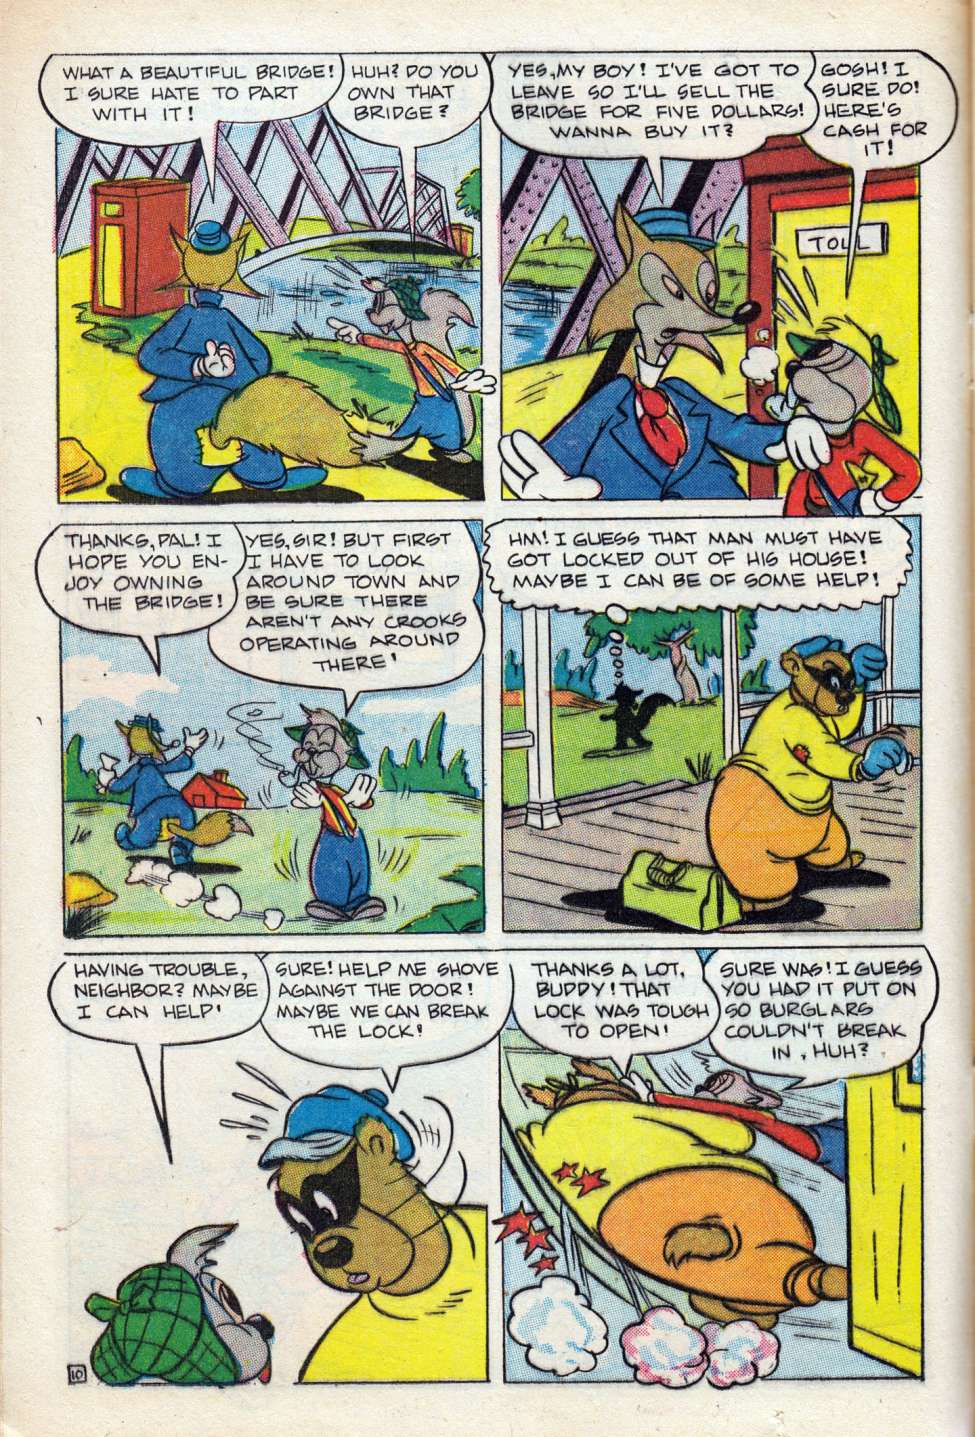 WHAT A BEAUTIFUL BRIDGE!
I SURE HATE TO PART
WITH IT!
HUH? DO YOU
OWN THAT
BRIDGE?
YES, MY BOY! I'VE GOT TO
LEAVE SO I'LL SELL THE
BRIDGE FOR FIVE DOLLARS!
WANNA BUY IT?
GOSH! I
SURE DO!
HERE'S
CASH FOR
IT!
TOLL
THANKS, PAL! I
HOPE YOU EN-
JOY OWNING
THE BRIDGE!
YES, SIR! BUT FIRST
I HAVE TO LOOK
AROUND TOWN AND
BE SURE THERE
AREN'T ANY CROOKS
OPERATING AROUND
THERE!
HM! I GUESS THAT MAN MUST HAVE
GOT LOCKED OUT OF HIS HOUSE!
MAYBE I CAN BE OF SOME HELP!
HAVING TROUBLE,
NEIGHBOR? MAYBE
I CAN HELP!
SURE! HELP ME SHOVE
AGAINST THE DOOR!
MAYBE WE CAN BREAK
THE LOCK!
THANKS A LOT,
BUDDY! THAT
LOCK WAS TOUGH
TO OPEN!
SURE WAS! I GUESS
YOU HAD IT PUT ON
SO BURGLARS
COULDN'T BREAK
IN, HUH?
10